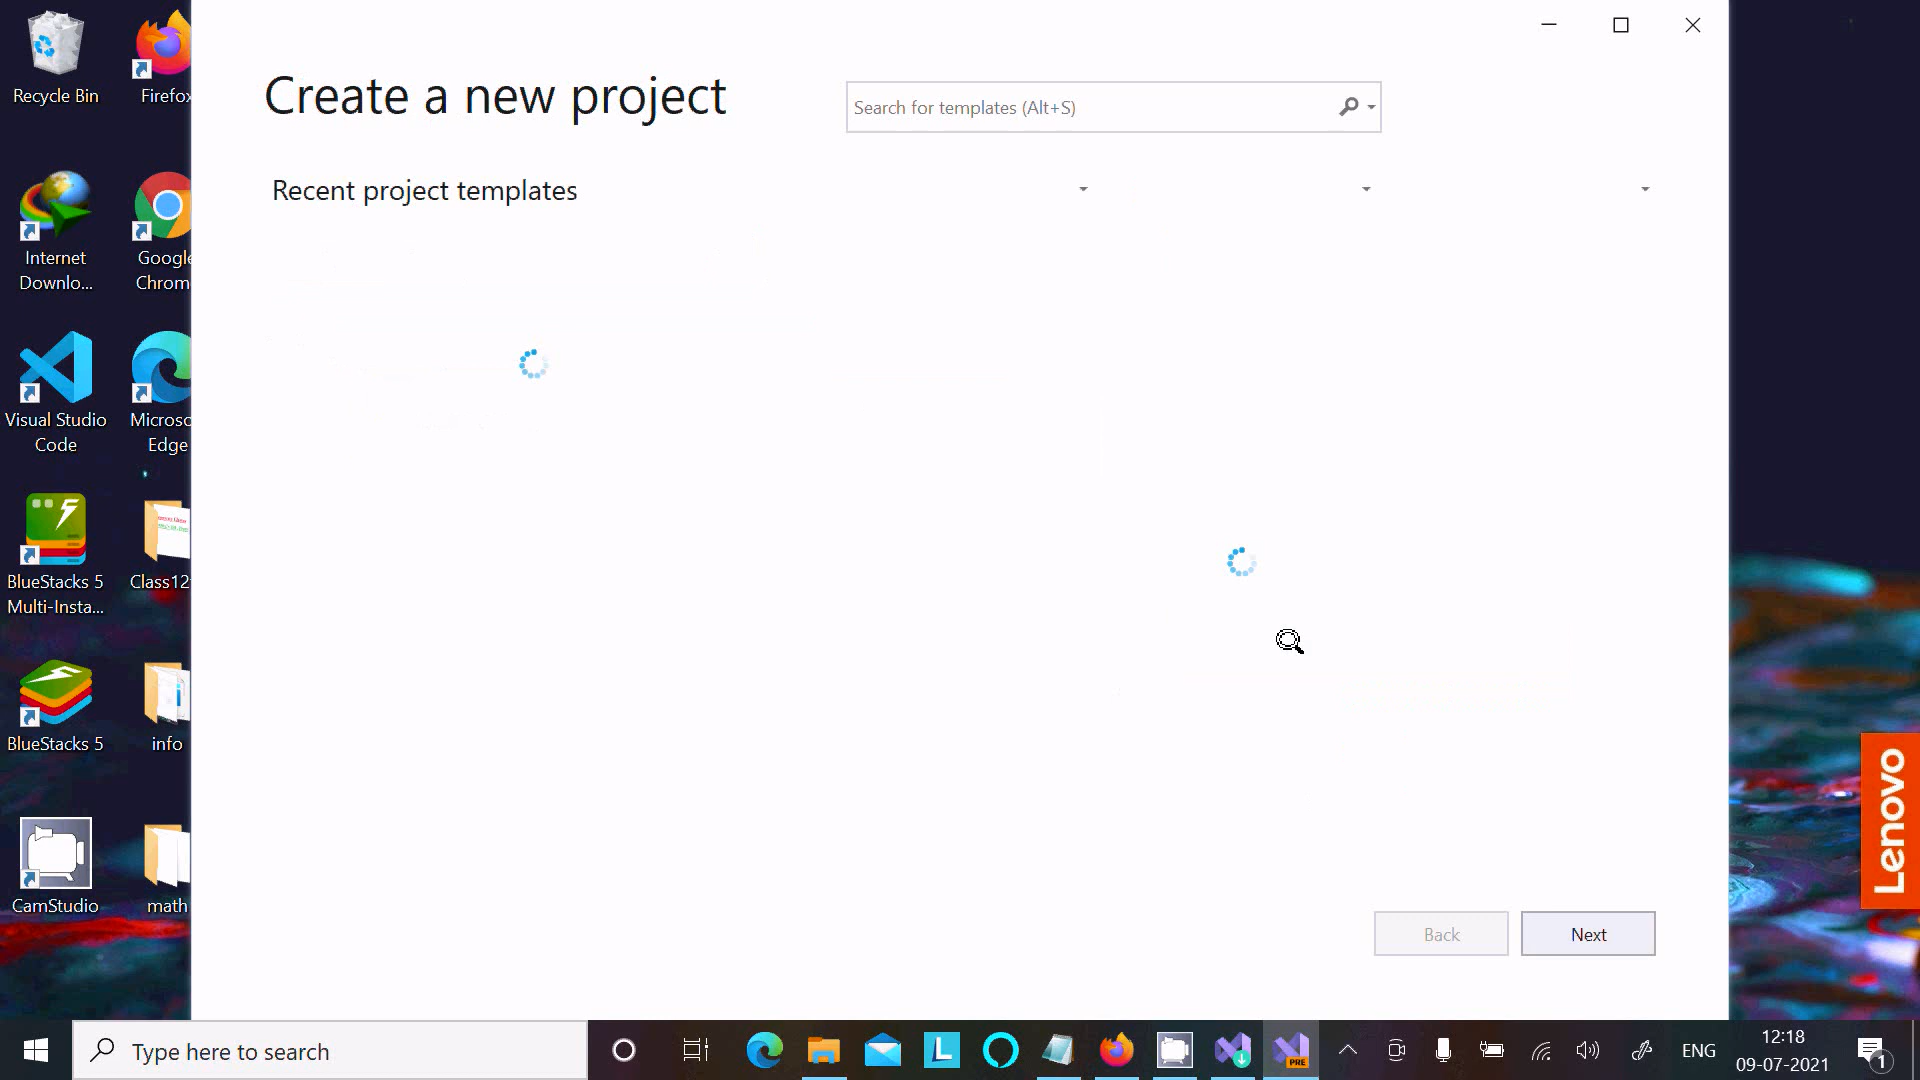 Create a new project
Search for templates (Alt+S)
Recent project templates
Recycle Bin
Firefox
Internet
Downlo...
Google
Chrom
Visual Studio
Code
Microso
Edge
BlueStacks 5
Multi-Insta...
Class12
BlueStacks 5
info
CamStudio
math
Lenovo
Back
Next
Type here to search
L
PRE
ENG
12:18
09-07-2021
1